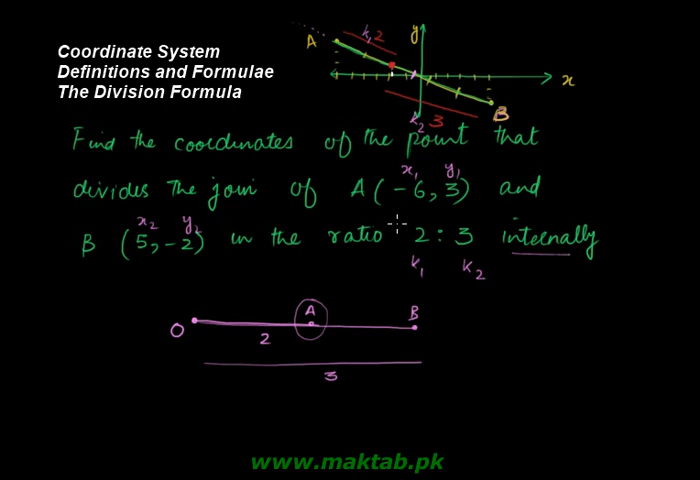 Coordinate System
Definitions and Formulae
The Division Formula
A
k₁ 2
y
x
B
k₂ 3
Find the coordinates of the point that
x₁ y₁
divides the join of A(-6, 3) and
x₂ y₂
B (5, -2) in the ratio 2 : 3 internally
k₁ k₂
O A B
2
3
www.maktab.pk